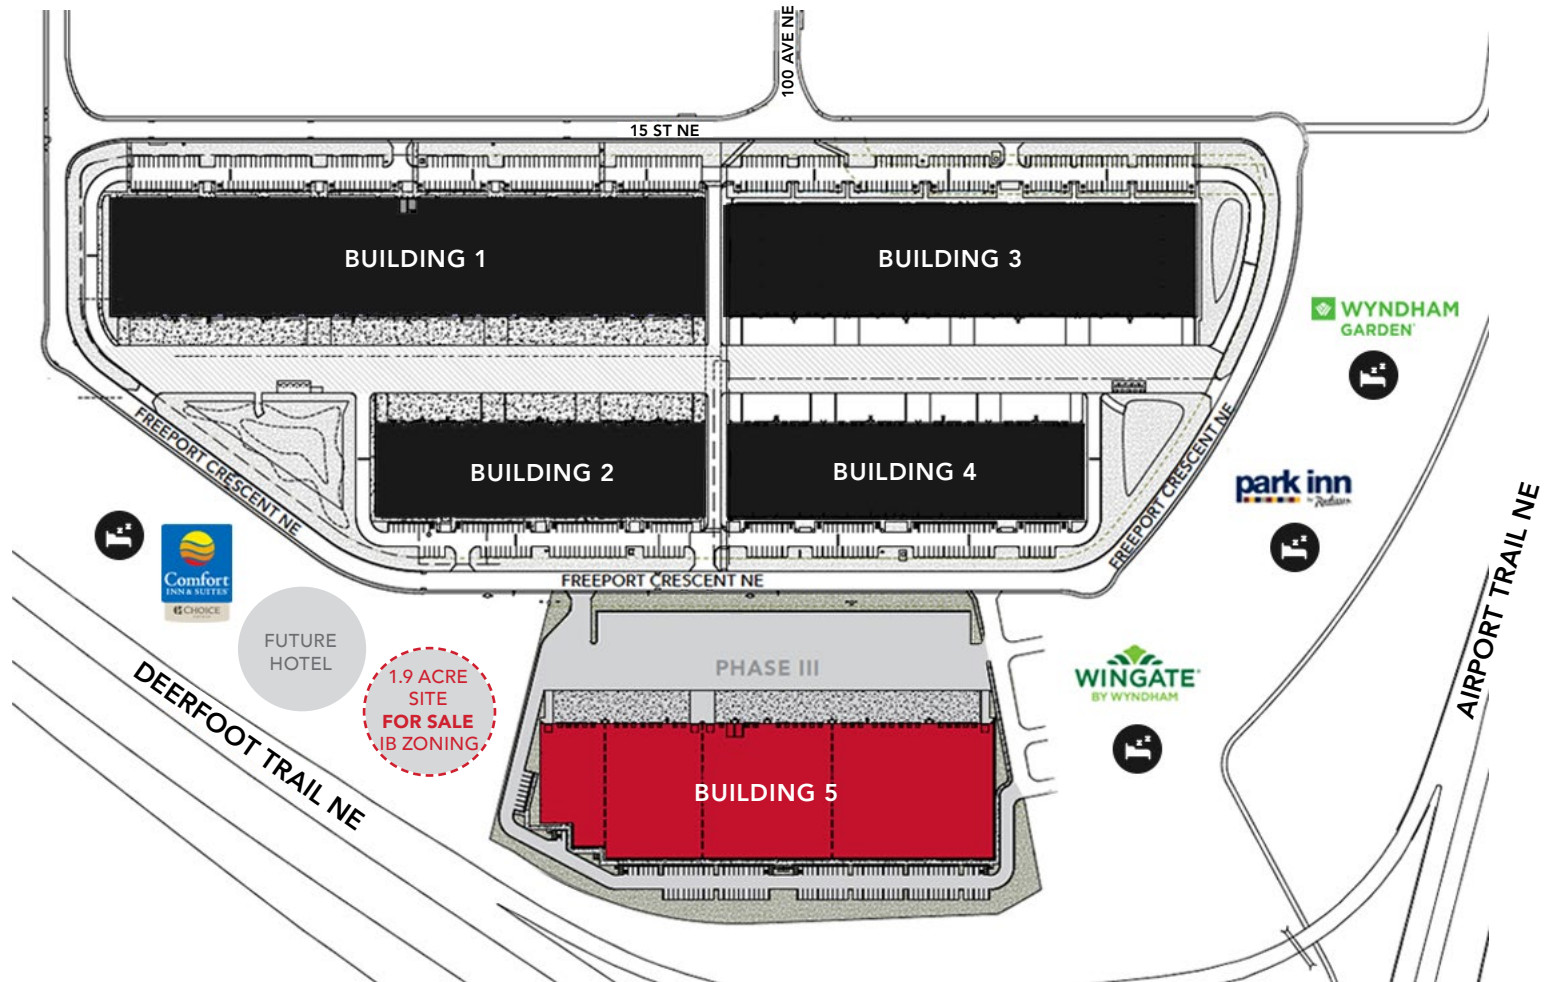 100 AVE NE
15 ST NE
BUILDING 1
BUILDING 3
WYNDHAM
GARDEN
FREEPORT CRESCENT NE
BUILDING 2
BUILDING 4
FREEPORT CRESCENT NE
park inn
by Radisson
AIRPORT TRAIL NE
Comfort
INN & SUITES
CHOICE
FREEPORT CRESCENT NE
FUTURE
HOTEL
1.9 ACRE
SITE
FOR SALE
IB ZONING
PHASE III
WINGATE
BY WYNDHAM
DEERFOOT TRAIL NE
BUILDING 5